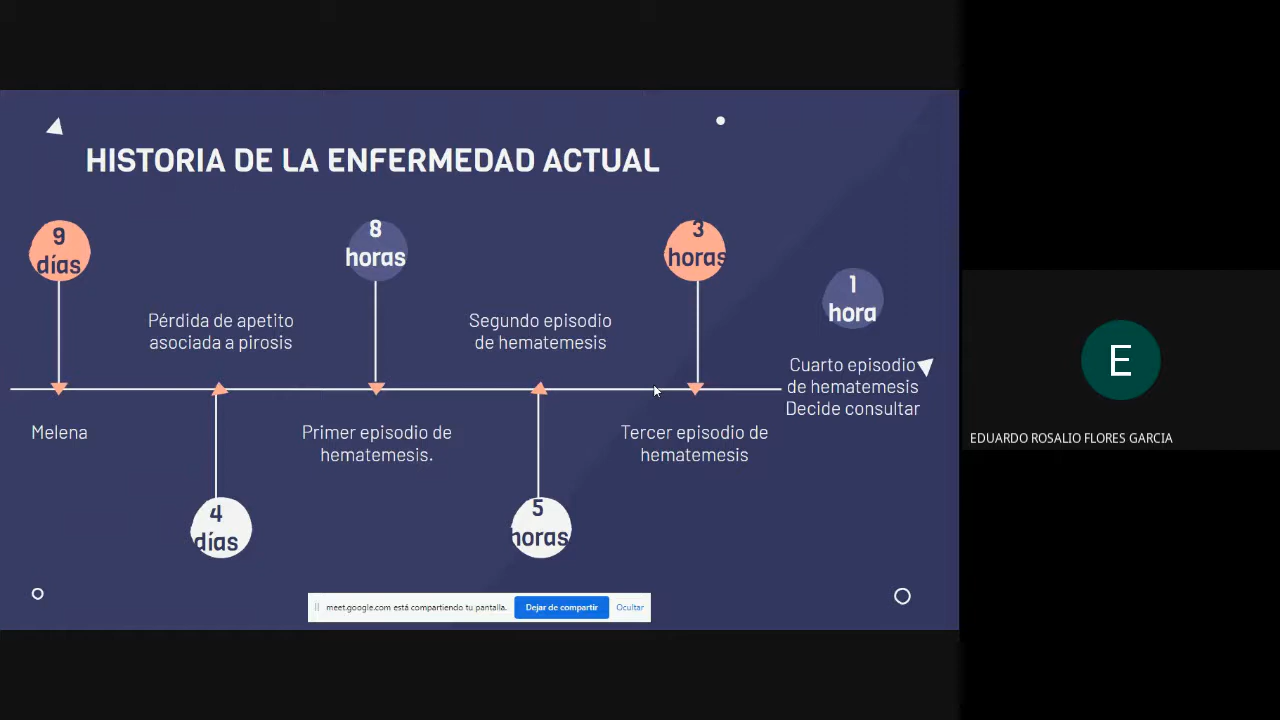 HISTORIA DE LA ENFERMEDAD ACTUAL
9
días
8
horas
3
horas
1
hora
Pérdida de apetito
asociada a pirosis
Segundo episodio
de hematemesis
Cuarto episodio
de hematemesis
Decide consultar
Melena
Primer episodio de
hematemesis.
Tercer episodio de
hematemesis
4
días
5
horas
meet.google.com está compartiendo tu pantalla.
Dejar de compartir
Ocultar
E
EDUARDO ROSALIO FLORES GARCIA